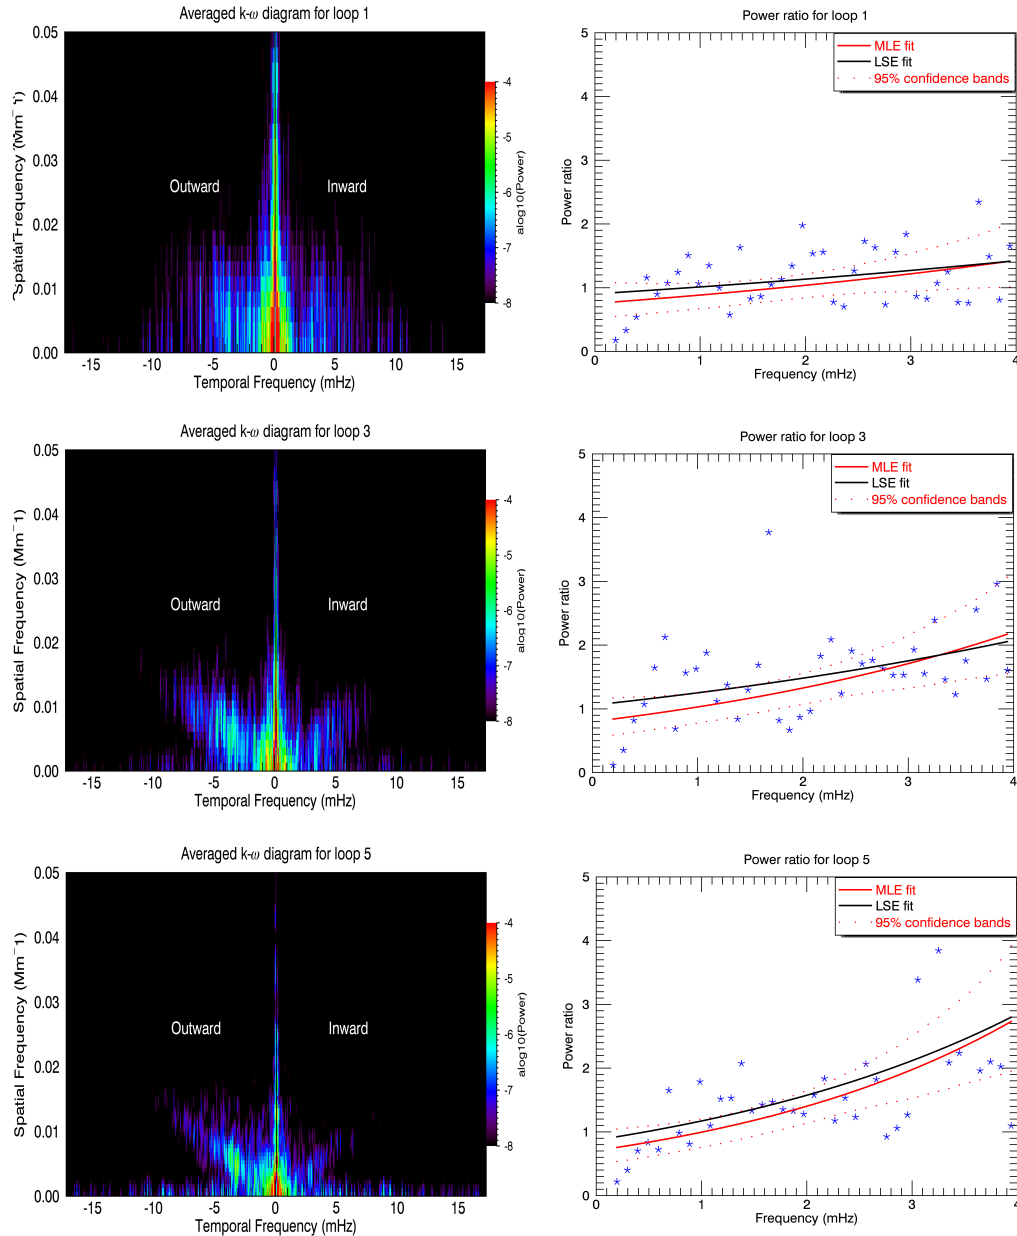 Averaged k-ω diagram for loop 1
0.05
0.04
0.03
0.02
0.01
0.00
Spatial Frequency (Mm⁻1)
Outward
Inward
-15
-10
-5
0
5
10
15
Temporal Frequency (mHz)
-4
-5
-6
-7
-8
alog10(Power)
Power ratio for loop 1
MLE fit
LSE fit
95% confidence bands
5
4
3
2
1
0
Power ratio
0
1
2
3
4
Frequency (mHz)
Averaged k-ω diagram for loop 3
0.05
0.04
0.03
0.02
0.01
0.00
Spatial Frequency (Mm⁻1)
Outward
Inward
-15
-10
-5
0
5
10
15
Temporal Frequency (mHz)
-4
-5
-6
-7
-8
alog10(Power)
Power ratio for loop 3
MLE fit
LSE fit
95% confidence bands
5
4
3
2
1
0
Power ratio
0
1
2
3
4
Frequency (mHz)
Averaged k-ω diagram for loop 5
0.05
0.04
0.03
0.02
0.01
0.00
Spatial Frequency (Mm⁻1)
Outward
Inward
-15
-10
-5
0
5
10
15
Temporal Frequency (mHz)
-4
-5
-6
-7
-8
alog10(Power)
Power ratio for loop 5
MLE fit
LSE fit
95% confidence bands
5
4
3
2
1
0
Power ratio
0
1
2
3
4
Frequency (mHz)